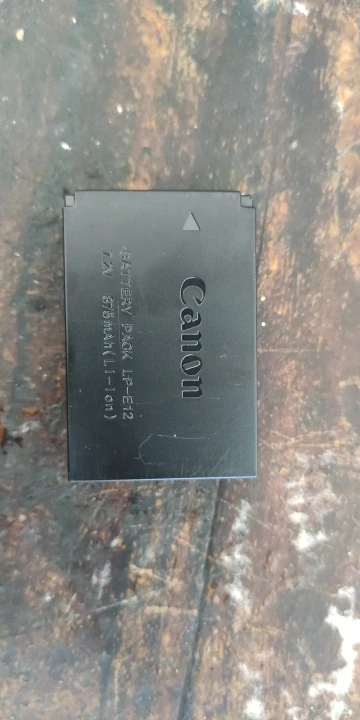 Canon
BATTERY PACK LP-E12
7.2V 875mAh(Li-Ion)